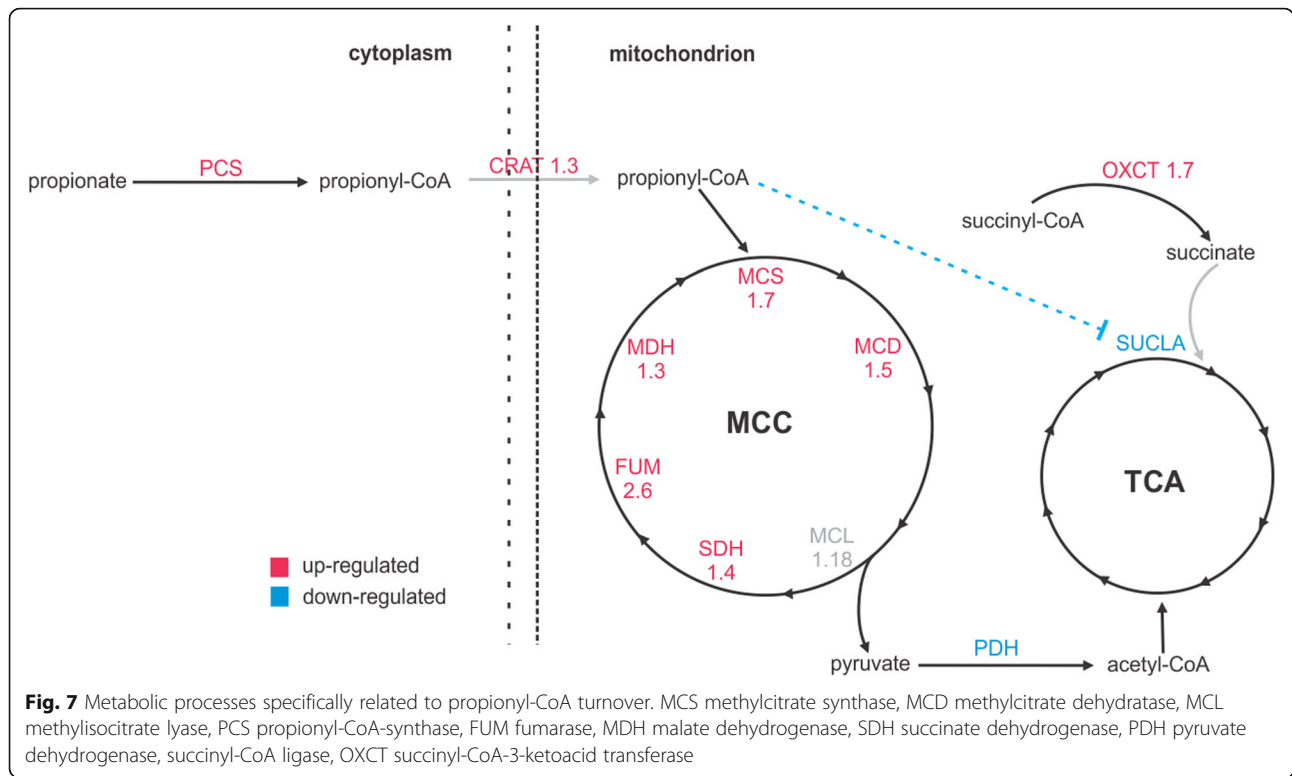 cytoplasm
mitochondrion
propionate
PCS
propionyl-CoA
CRAT 1.3
propionyl-CoA
OXCT 1.7
succinyl-CoA
succinate
MCS
1.7
MCD
1.5
MDH
1.3
MCC
FUM
2.6
SDH
1.4
MCL
1.18
SUCLA
TCA
up-regulated
down-regulated
pyruvate
PDH
acetyl-CoA
Fig. 7 Metabolic processes specifically related to propionyl-CoA turnover. MCS methylcitrate synthase, MCD methylcitrate dehydratase, MCL
methylisocitrate lyase, PCS propionyl-CoA-synthase, FUM fumarase, MDH malate dehydrogenase, SDH succinate dehydrogenase, PDH pyruvate
dehydrogenase, succinyl-CoA ligase, OXCT succinyl-CoA-3-ketoacid transferase